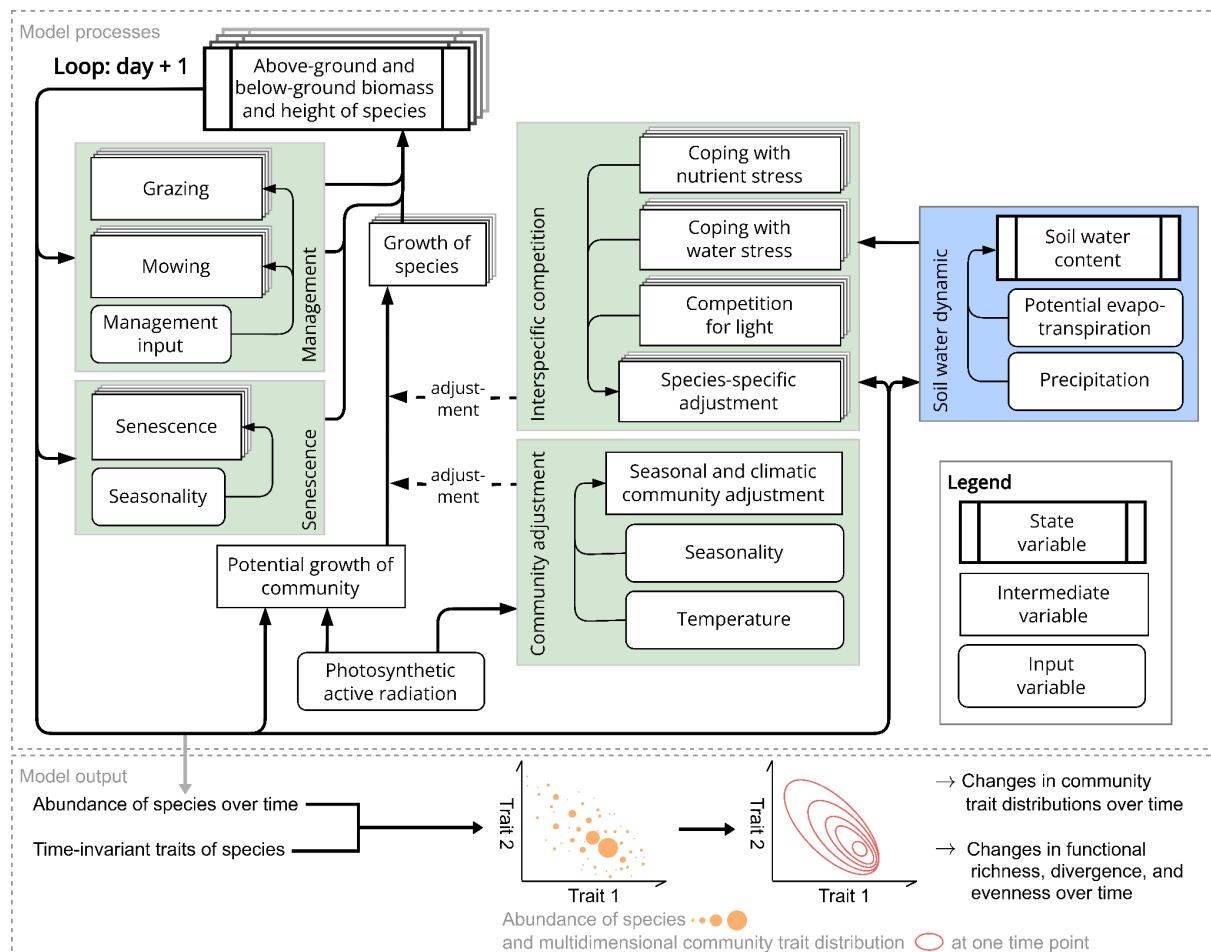 Model processes
Loop: day + 1
Above-ground and
below-ground biomass
and height of species
Grazing
Mowing
Management
input
Management
Senescence
Seasonality
Senescence
Growth of
species
Potential growth of
community
Photosynthetic
active radiation
adjust-
ment
adjust-
ment
Interspecific competition
Coping with
nutrient stress
Coping with
water stress
Competition
for light
Species-specific
adjustment
Community adjustment
Seasonal and climatic
community adjustment
Seasonality
Temperature
Soil water dynamic
Soil water
content
Potential evapo-
transpiration
Precipitation
Legend
State
variable
Intermediate
variable
Input
variable
Model output
Abundance of species over time
Time-invariant traits of species
Trait 2
Trait 1
Trait 2
Trait 1
→ Changes in community
trait distributions over time
→ Changes in functional
richness, divergence, and
evenness over time
Abundance of species
and multidimensional community trait distribution
at one time point